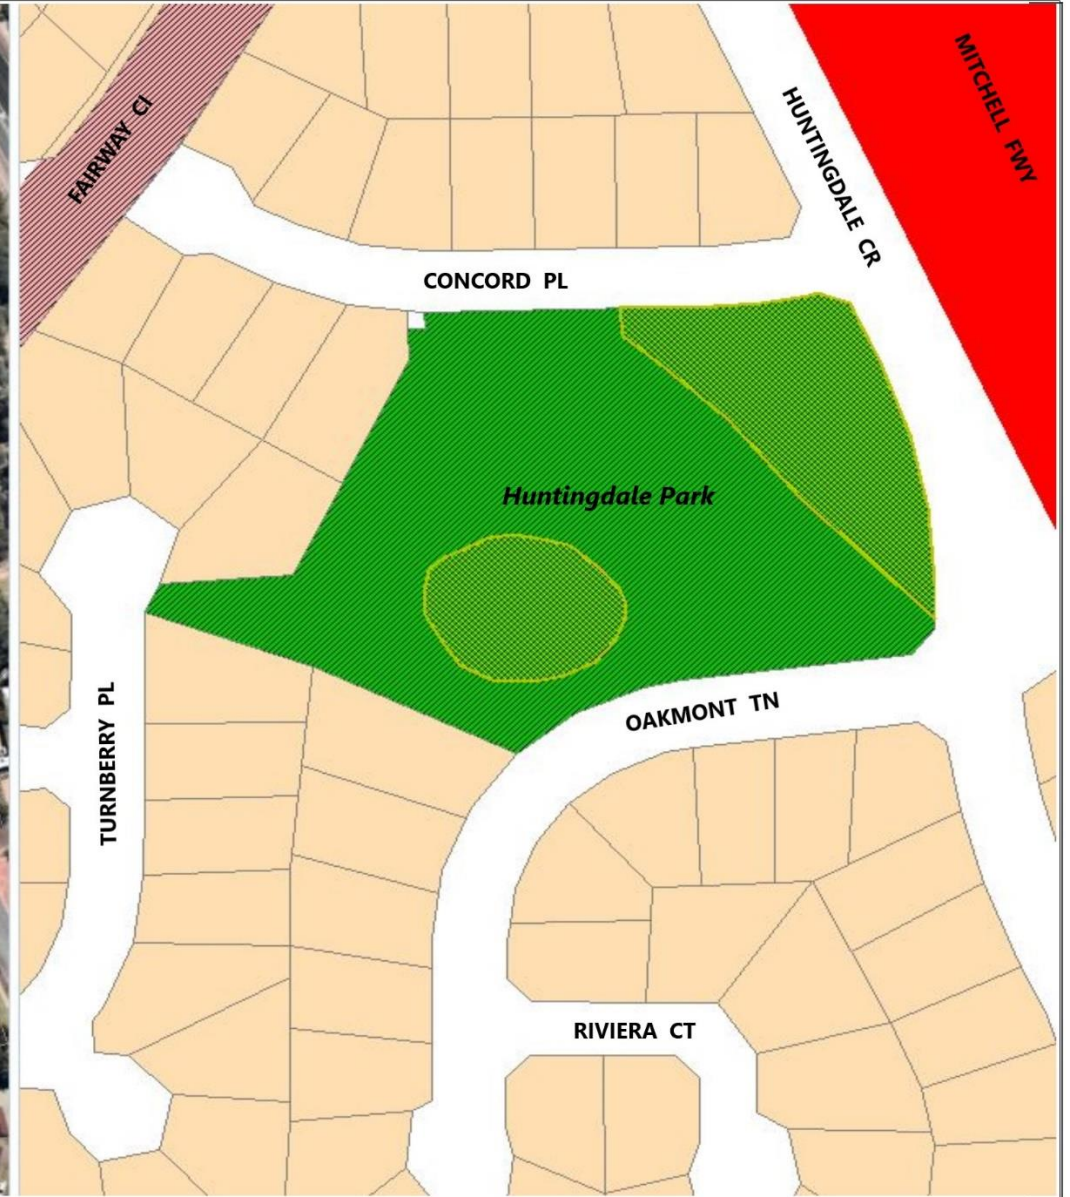 FAIRWAY CI
MITCHELL FWY
HUNTINGDALE CR
CONCORD PL
Huntingdale Park
OAKMONT TN
TURNBERRY PL
RIVIERA CT